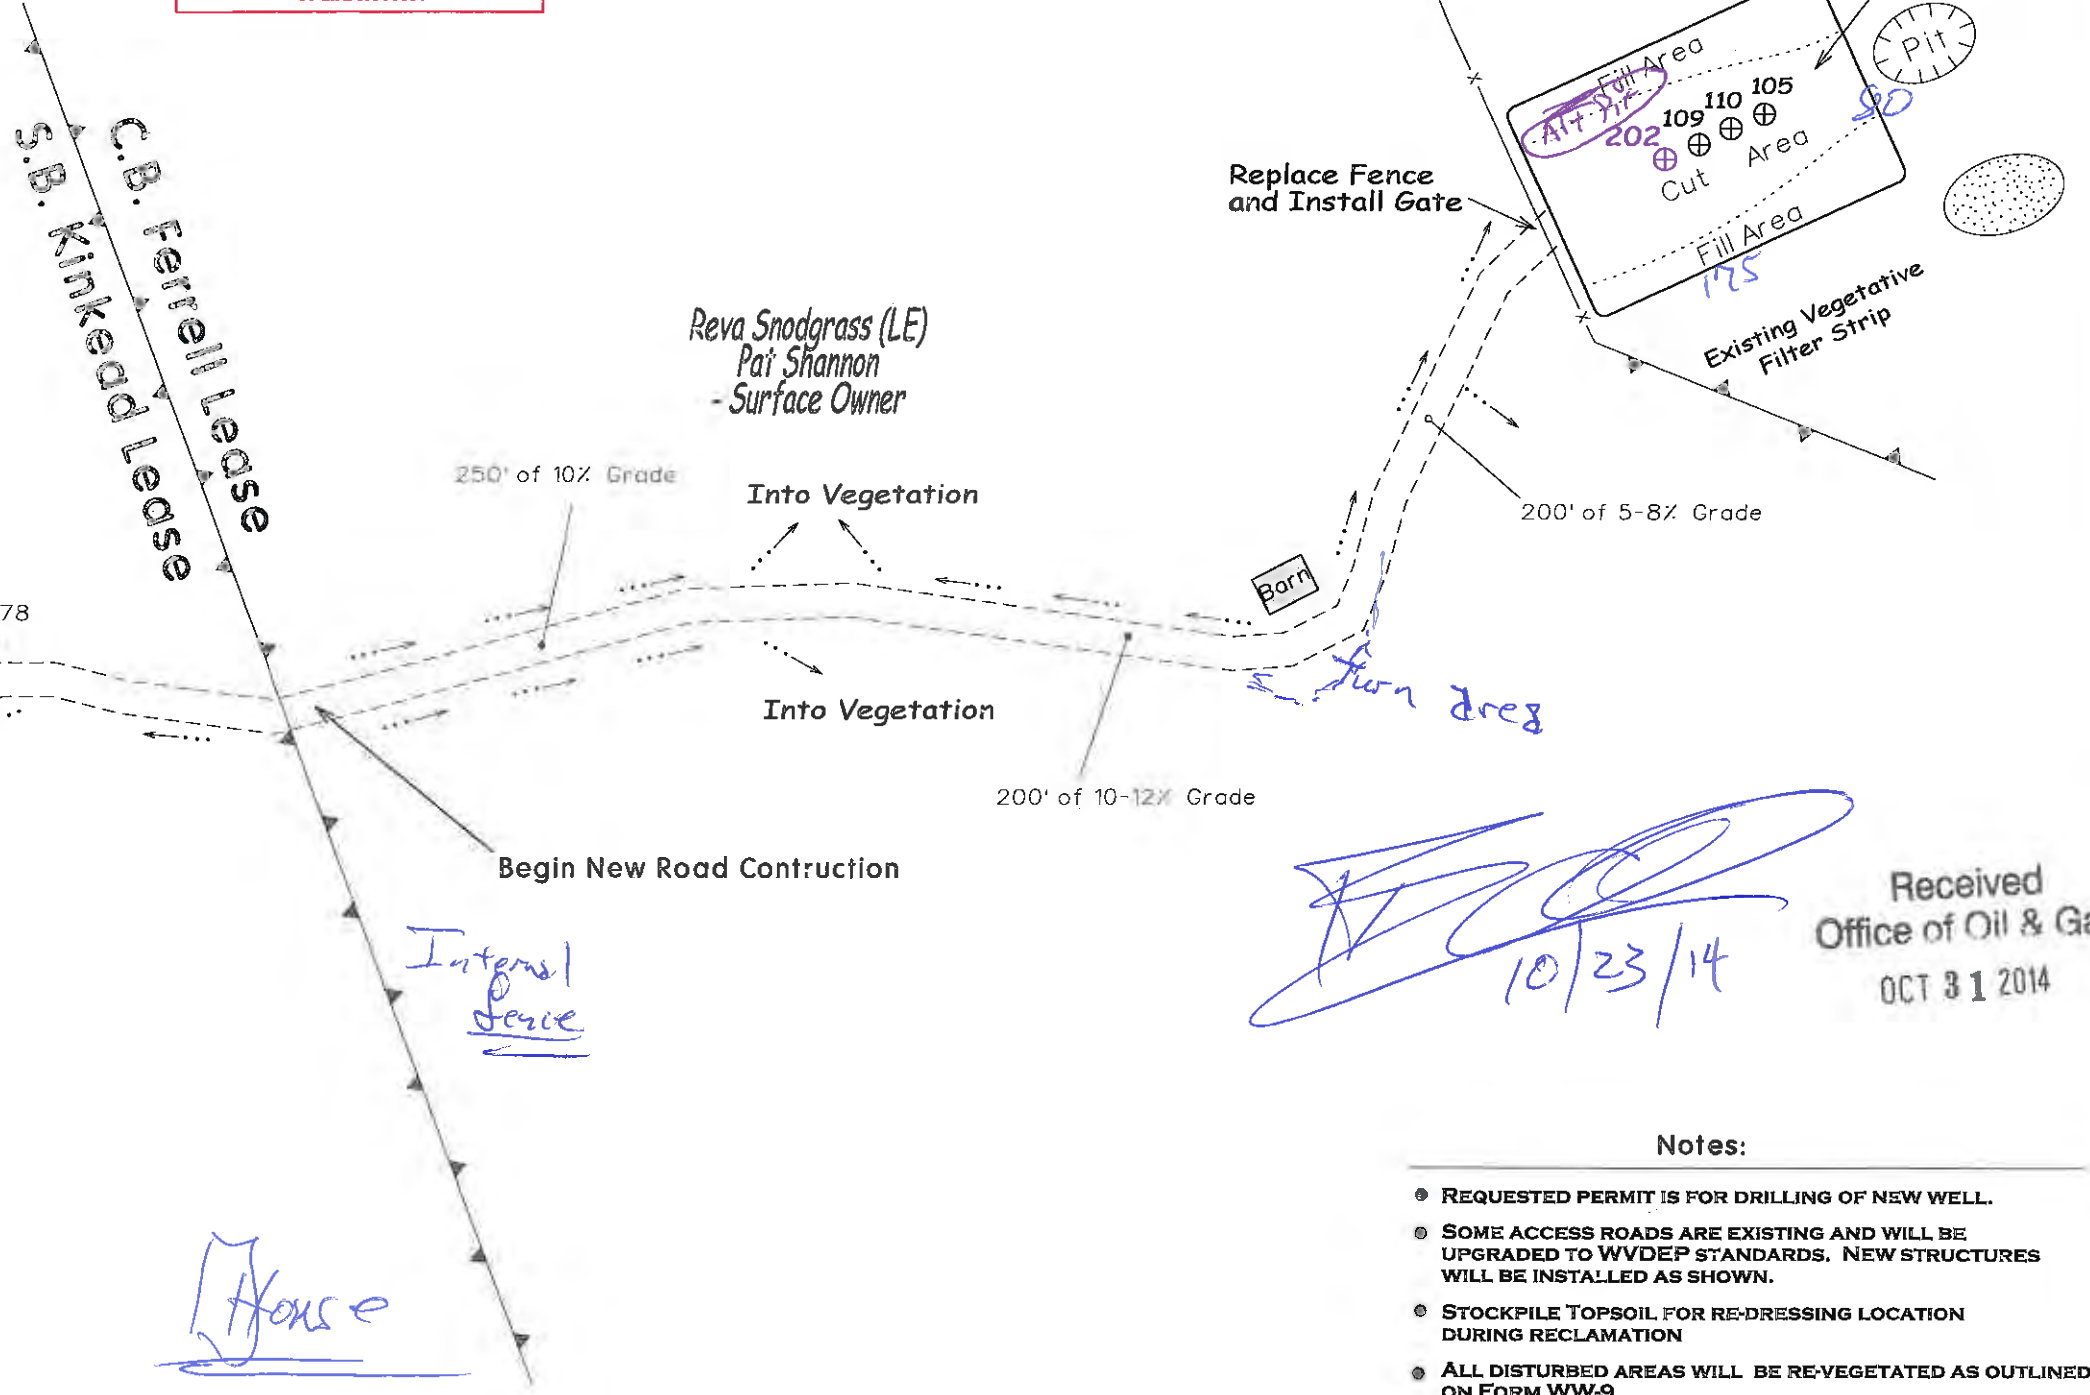 Fill Area
Pit
Alt Pit
105
110
109
202
80
Cut Area
Fill Area
175
Replace Fence
and Install Gate
Existing Vegetative
Filter Strip
C.B. Ferrell Lease
S.B. Kinkead Lease
Reva Snodgrass (LE)
Pat Shannon
- Surface Owner
250' of 10% Grade
Into Vegetation
200' of 5-8% Grade
Barn
78
turn area
Into Vegetation
200' of 10-12% Grade
Begin New Road Contruction
Internal
fence
10/23/14
Received
Office of Oil & Ga
OCT 31 2014
House
Notes:
REQUESTED PERMIT IS FOR DRILLING OF NEW WELL.
SOME ACCESS ROADS ARE EXISTING AND WILL BE
UPGRADED TO WVDEP STANDARDS. NEW STRUCTURES
WILL BE INSTALLED AS SHOWN.
STOCKPILE TOPSOIL FOR RE-DRESSING LOCATION
DURING RECLAMATION
ALL DISTURBED AREAS WILL BE RE-VEGETATED AS OUTLINED
ON FORM WW-9